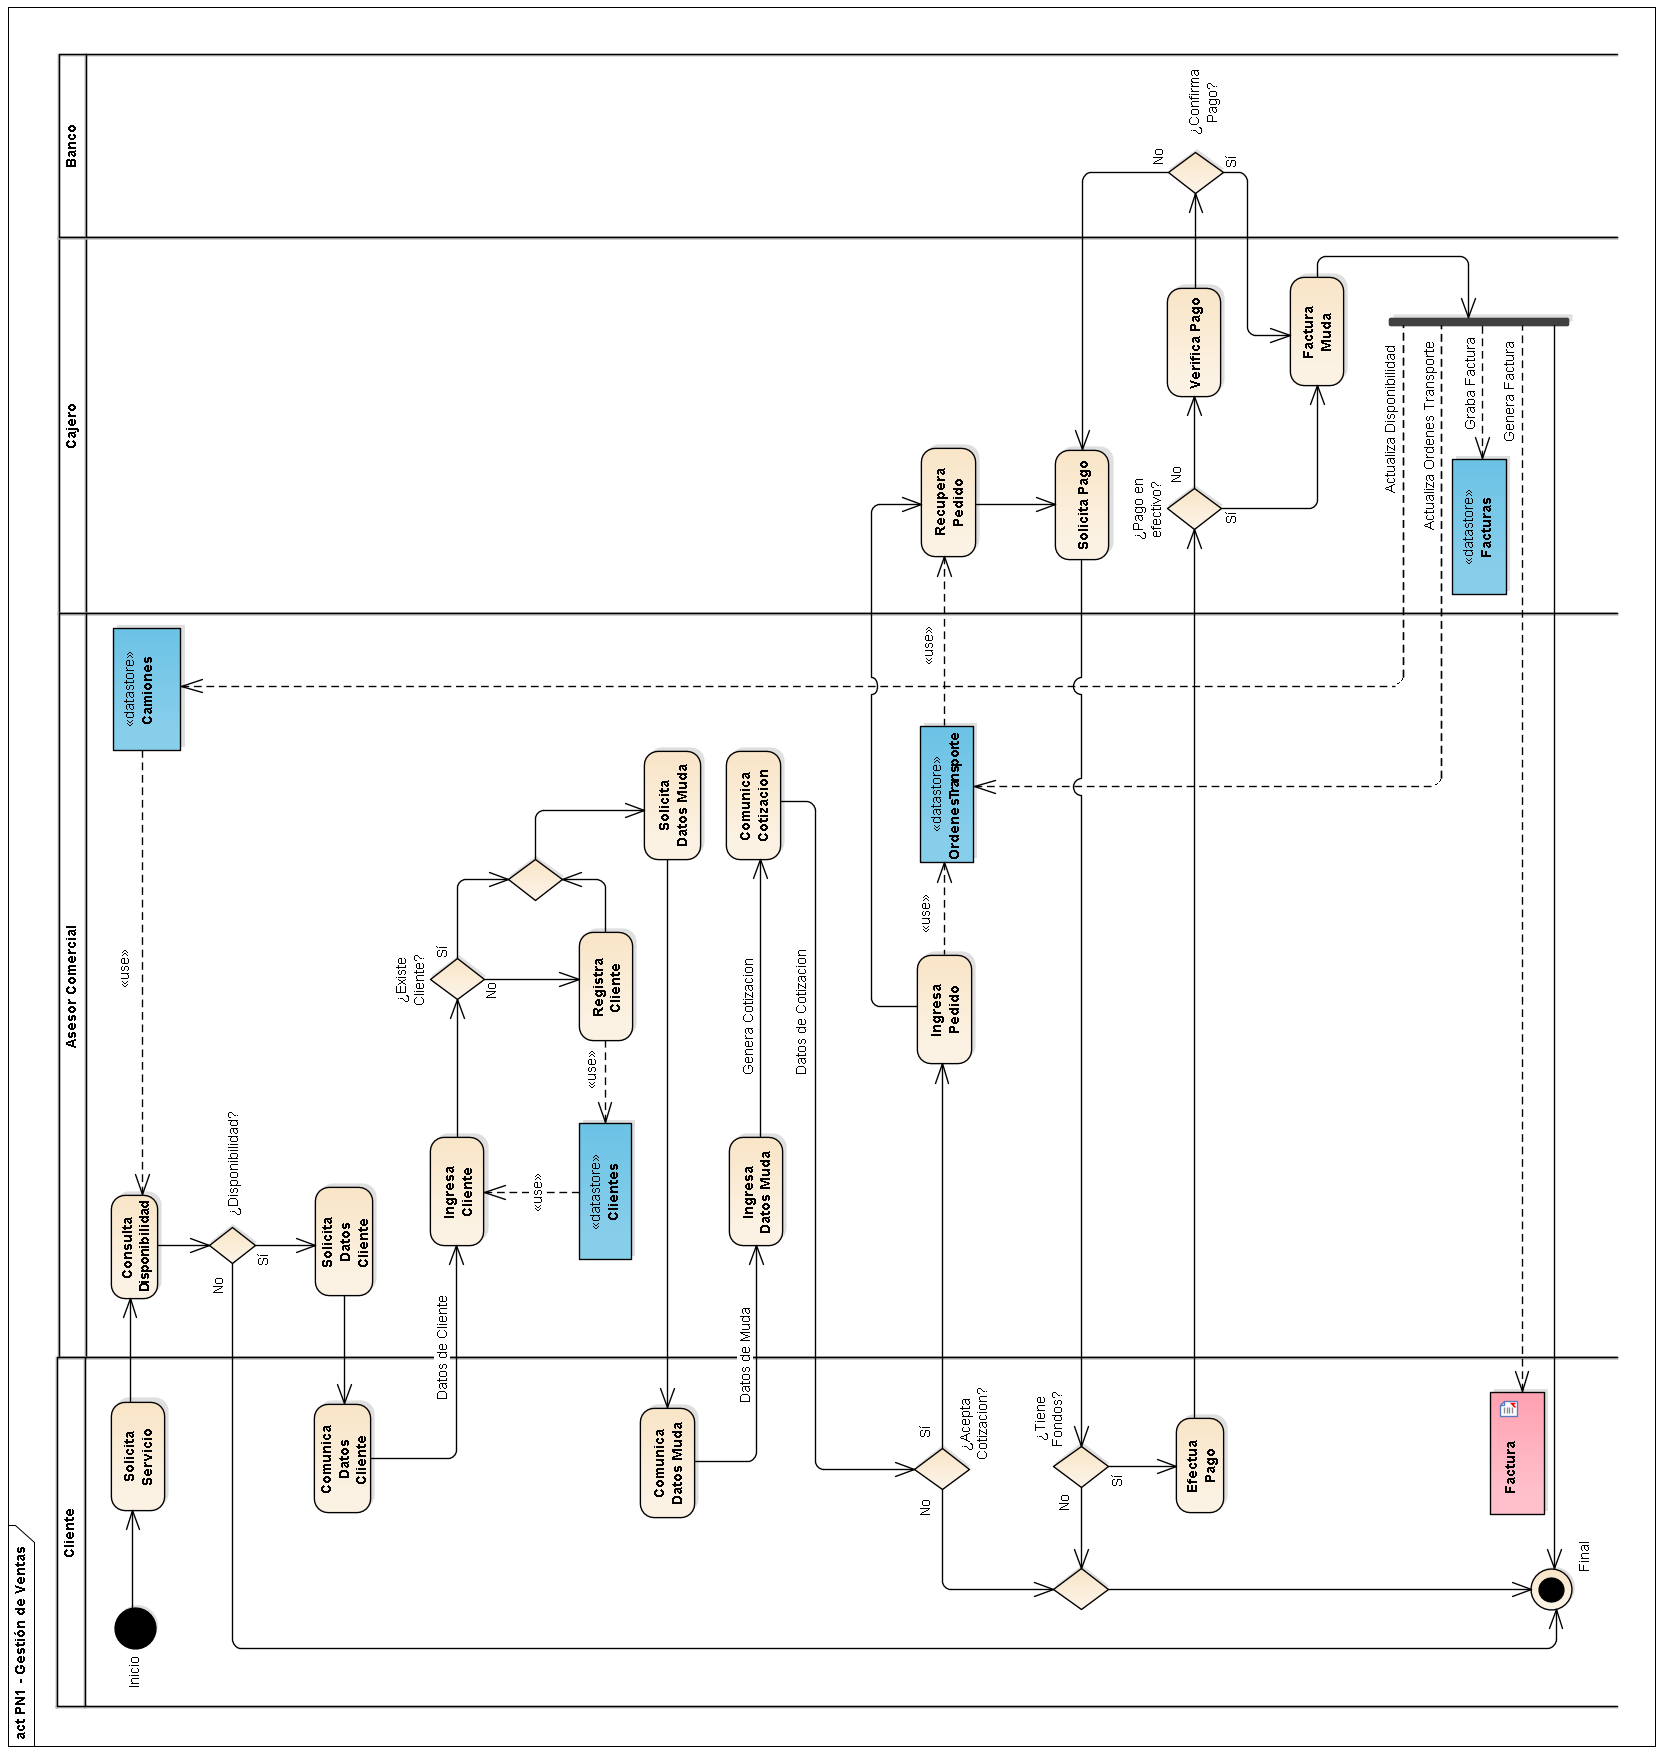 act PN1 - Gestión de Ventas
Cliente
Asesor Comercial
Cajero
Banco
Inicio
Solicita
Servicio
Consulta
Disponibilidad
«use»
«datastore»
Camiones
¿Disponibilidad?
No
Sí
Solicita
Datos
Cliente
Comunica
Datos
Cliente
Datos de Cliente
Ingresa
Cliente
¿Existe
Cliente?
Sí
No
«use»
«datastore»
Clientes
«use»
Registra
Cliente
Solicita
Datos Muda
Comunica
Datos Muda
Datos de Muda
Ingresa
Datos Muda
Genera Cotizacion
Comunica
Cotizacion
Datos de Cotizacion
¿Acepta
Cotizacion?
No
Sí
Ingresa
Pedido
«use»
«datastore»
OrdenesTransporte
«use»
Recupera
Pedido
Solicita Pago
¿Tiene
Fondos?
No
Sí
Efectua
Pago
¿Pago en
efectivo?
No
Sí
Verifica Pago
¿Confirma
Pago?
No
Sí
Factura
Muda
Actualiza Disponibilidad
Actualiza Ordenes Transporte
Graba Factura
Genera Factura
«datastore»
Facturas
Factura
Final